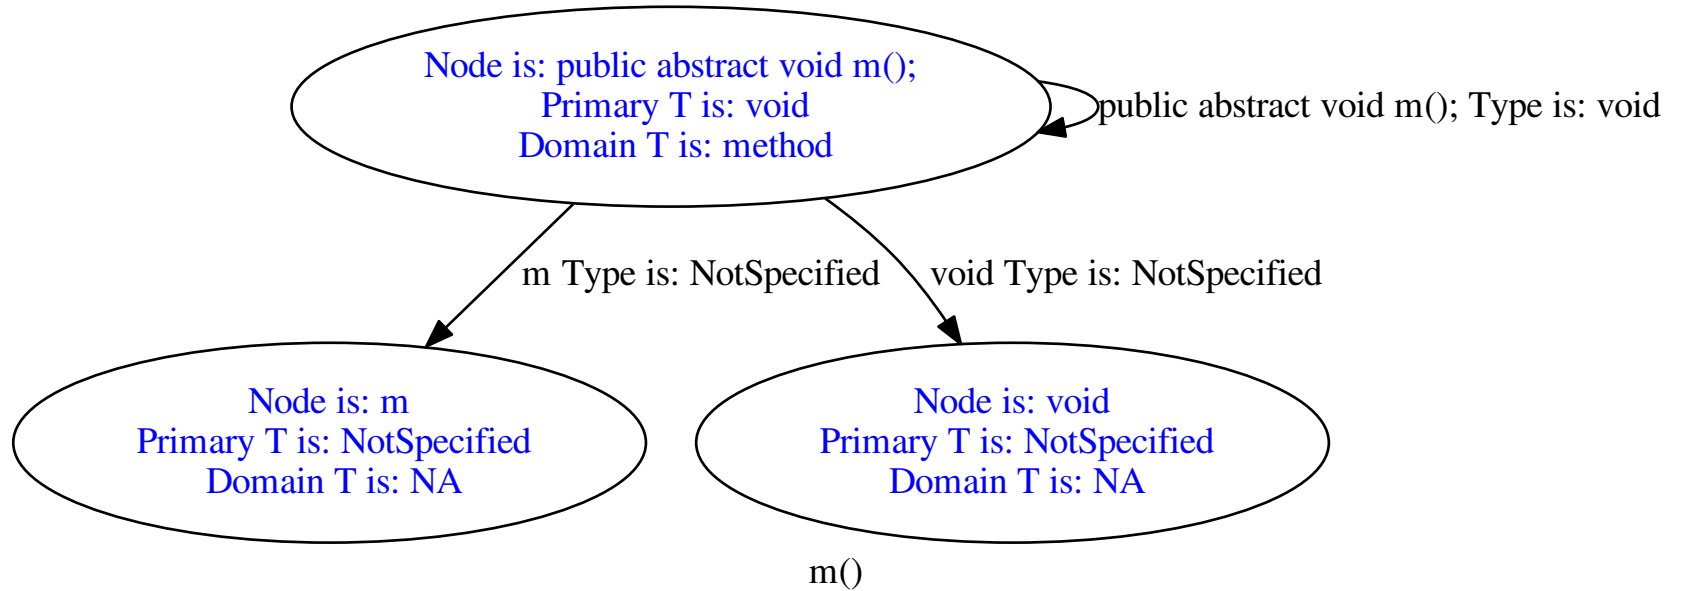 Node is: public abstract void m();
Primary T is: void
Domain T is: method
public abstract void m(); Type is: void
m Type is: NotSpecified
void Type is: NotSpecified
Node is: m
Primary T is: NotSpecified
Domain T is: NA
Node is: void
Primary T is: NotSpecified
Domain T is: NA
m()